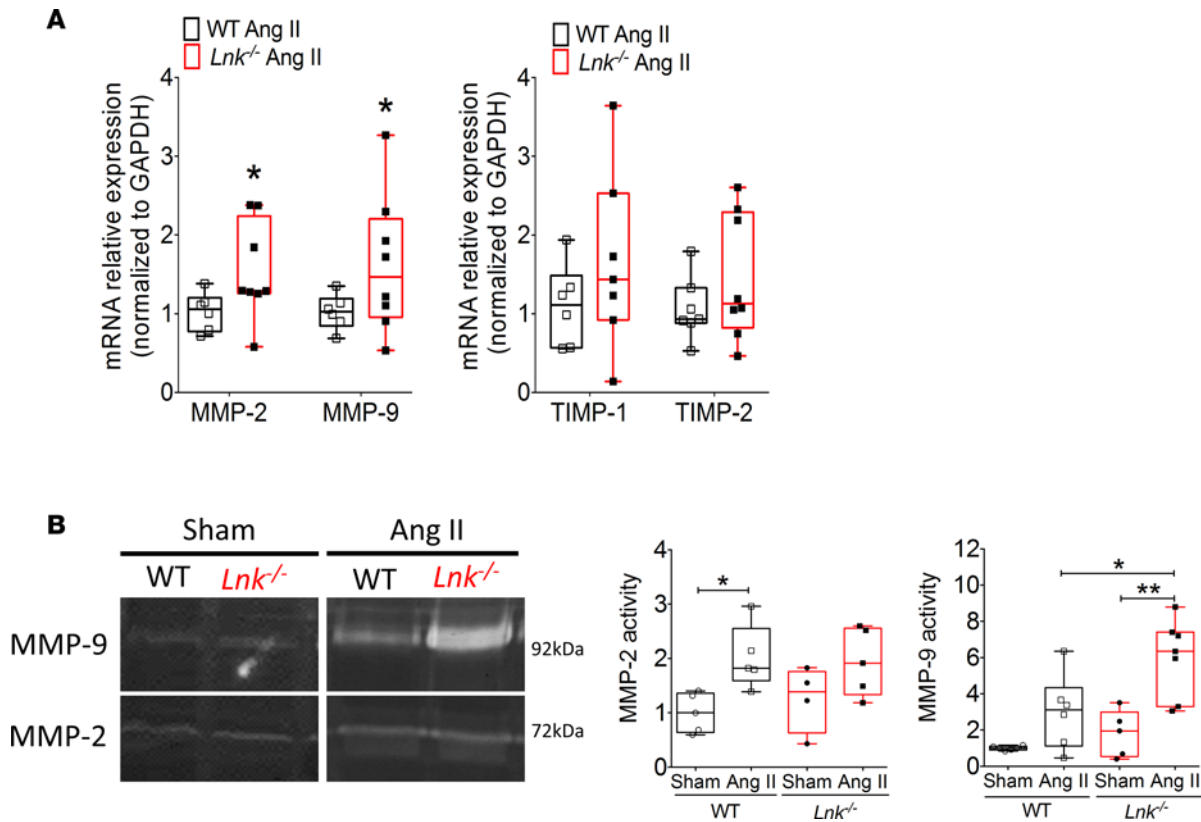 A
WT Ang II
Lnk-/- Ang II
mRNA relative expression
(normalized to GAPDH)
4
3
2
1
0
*
*
MMP-2
MMP-9
WT Ang II
Lnk-/- Ang II
mRNA relative expression
(normalized to GAPDH)
4
3
2
1
0
TIMP-1
TIMP-2
B
Sham
Ang II
WT
Lnk-/-
WT
Lnk-/-
MMP-9
92kDa
MMP-2
72kDa
MMP-2 activity
4
3
2
1
0
*
Sham Ang II Sham Ang II
WT
Lnk-/-
MMP-9 activity
12
10
8
6
4
2
0
*
**
Sham Ang II Sham Ang II
WT
Lnk-/-